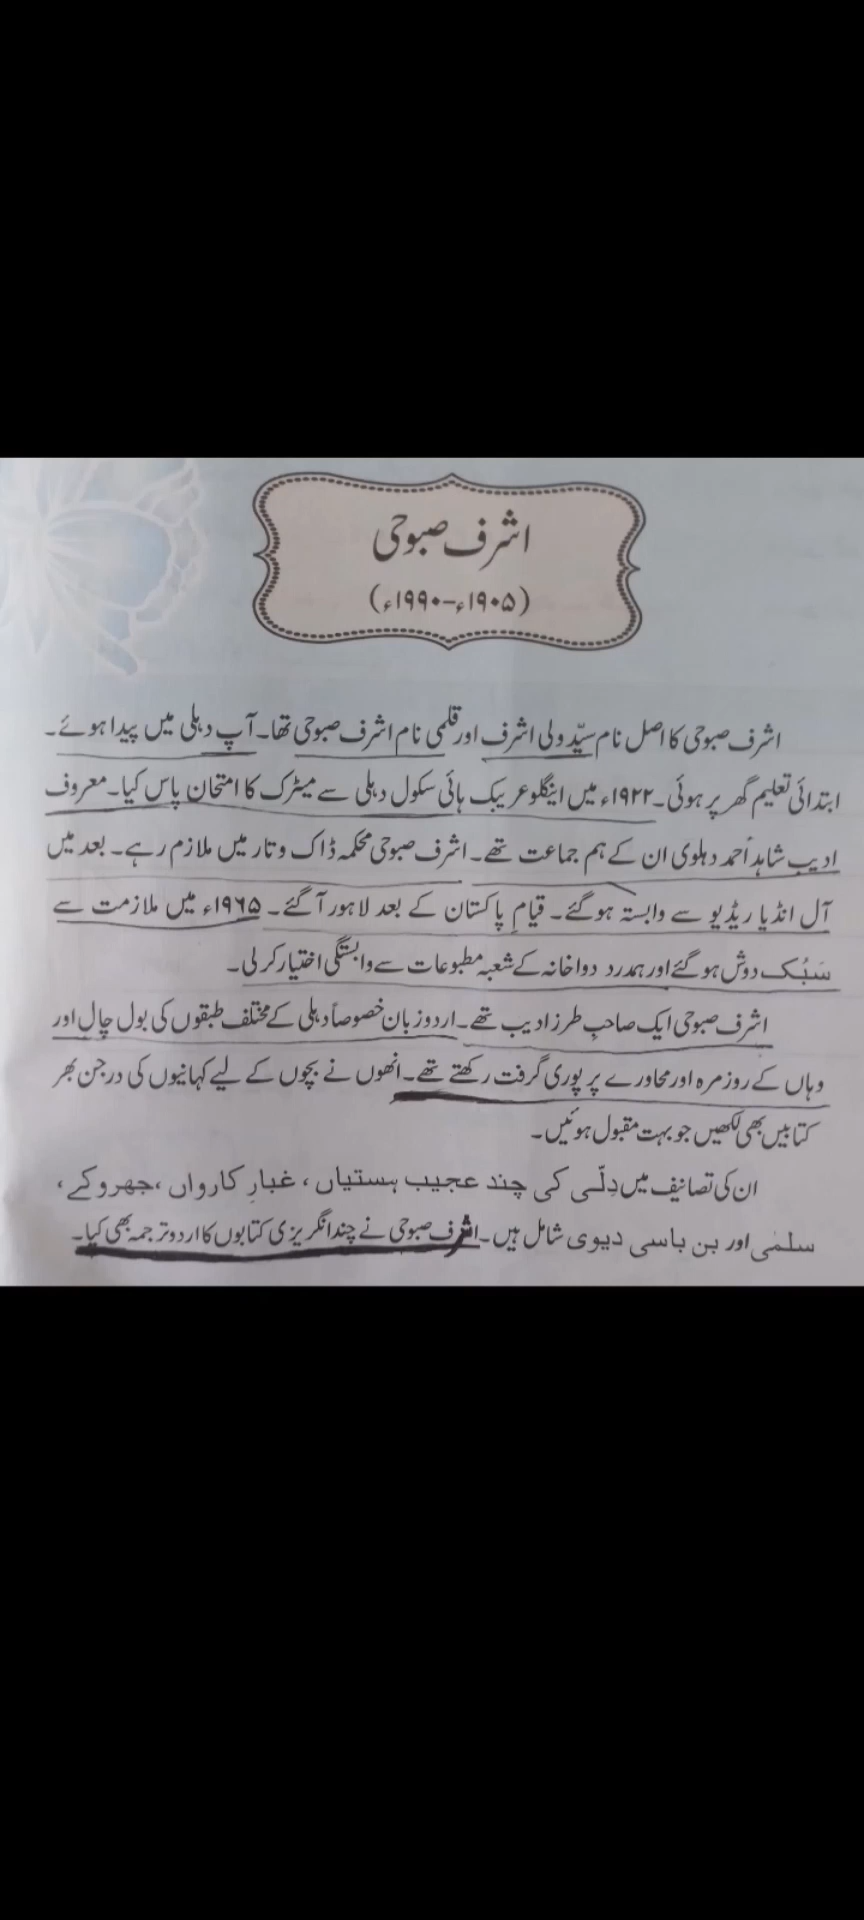 اشرف صبوحی
(۱۹۰۵ء-۱۹۹۰ء)
اشرف صبوحی کا اصل نام سیّد ولی اشرف اور قلمی نام اشرف صبوحی تھا۔ آپ دہلی میں پیدا ہوئے۔
ابتدائی تعلیم گھر پر ہوئی۔ ۱۹۲۲ء میں اینگلو عریبک ہائی سکول دہلی سے میٹرک کا امتحان پاس کیا۔ معروف
ادیب شاہد اَحمد دہلوی ان کے ہم جماعت تھے۔ اشرف صبوحی محکمہ ڈاک و تار میں ملازم رہے۔ بعد میں
آل انڈیا ریڈیو سے وابستہ ہو گئے۔ قیامِ پاکستان کے بعد لاہور آ گئے۔ ۱۹۶۵ء میں ملازمت سے
سَبُک دوش ہو گئے اور ہمدرد دواخانہ کے شعبہ مطبوعات سے وابستگی اختیار کر لی۔
اشرف صبوحی ایک صاحبِ طرز ادیب تھے۔ اردو زبان خصوصاً دہلی کے مختلف طبقوں کی بول چال اور
وہاں کے روزمرہ اور محاورے پر پوری گرفت رکھتے تھے۔ انھوں نے بچوں کے لیے کہانیوں کی درجن بھر
کتابیں بھی لکھیں جو بہت مقبول ہوئیں۔
ان کی تصانیف میں دِلّی کی چند عجیب ہستیاں، غبارِ کارواں، جھروکے،
سلمٰی اور بن باسی دیوی شامل ہیں۔ اشرف صبوحی نے چند انگریزی کتابوں کا اردو ترجمہ بھی کیا۔